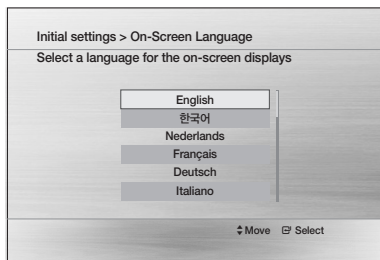 Initial settings > On-Screen Language
Select a language for the on-screen displays
English
한국어
Nederlands
Français
Deutsch
Italiano
Move Select